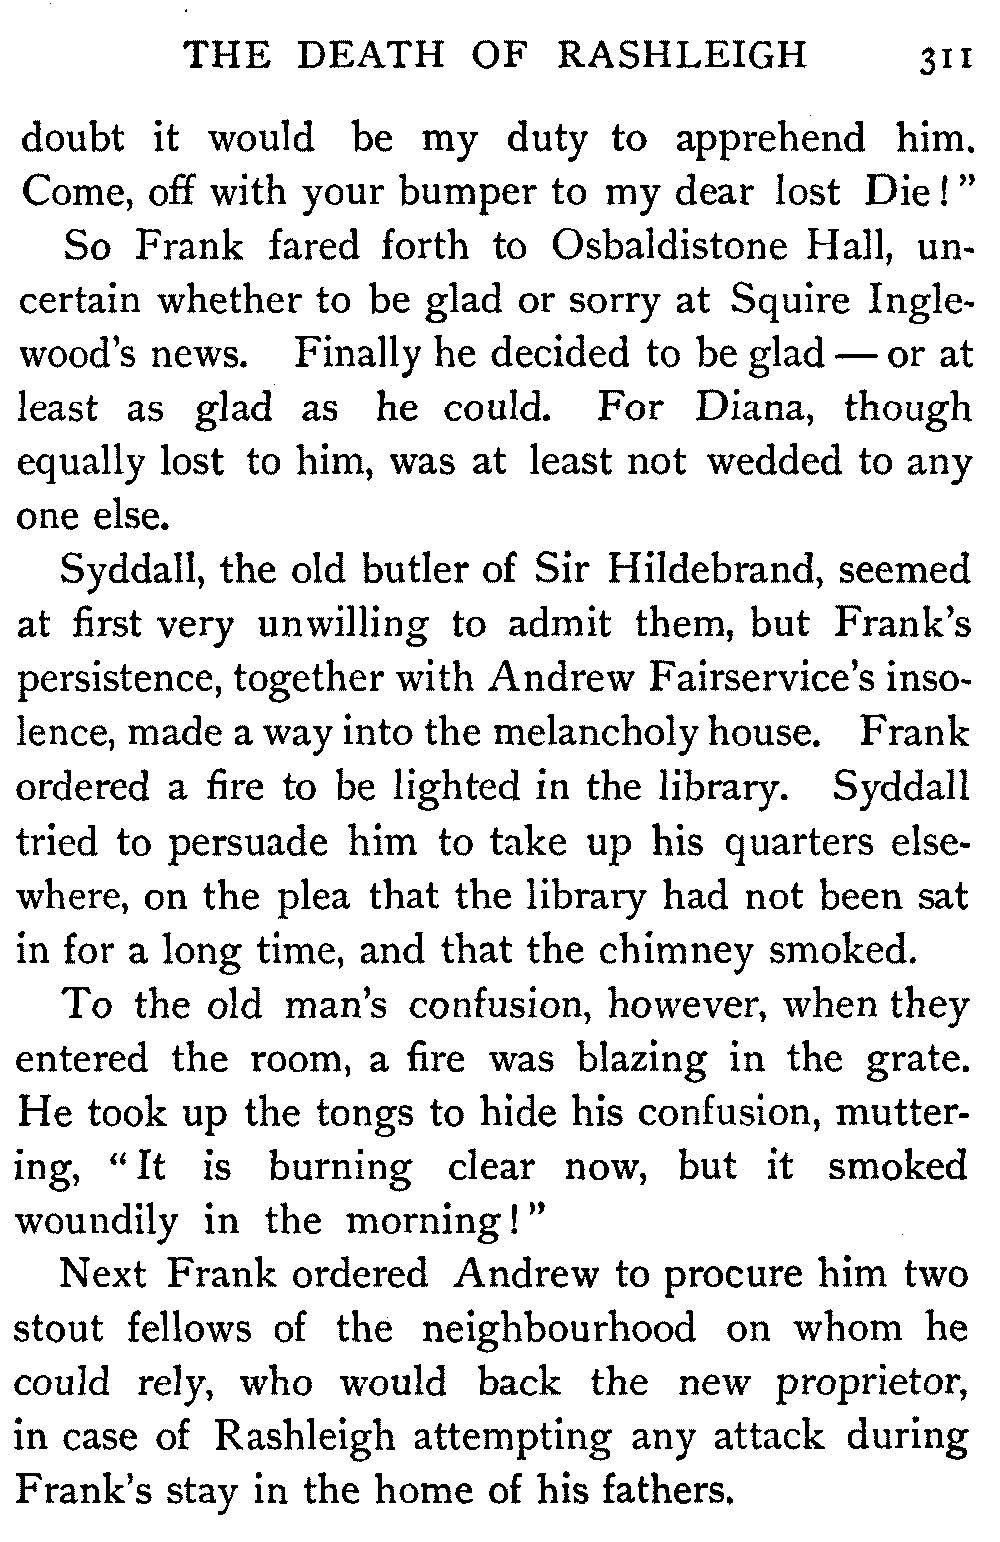 THE DEATH OF RASHLEIGH 311
doubt it would be my duty to apprehend him.
Come, off with your bumper to my dear lost Die!"
So Frank fared forth to Osbaldistone Hall, un-
certain whether to be glad or sorry at Squire Ingle-
wood's news. Finally he decided to be glad — or at
least as glad as he could. For Diana, though
equally lost to him, was at least not wedded to any
one else.
Syddall, the old butler of Sir Hildebrand, seemed
at first very unwilling to admit them, but Frank's
persistence, together with Andrew Fairservice's inso-
lence, made a way into the melancholy house. Frank
ordered a fire to be lighted in the library. Syddall
tried to persuade him to take up his quarters else-
where, on the plea that the library had not been sat
in for a long time, and that the chimney smoked.
To the old man's confusion, however, when they
entered the room, a fire was blazing in the grate.
He took up the tongs to hide his confusion, mutter-
ing, "It is burning clear now, but it smoked
woundily in the morning!"
Next Frank ordered Andrew to procure him two
stout fellows of the neighbourhood on whom he
could rely, who would back the new proprietor,
in case of Rashleigh attempting any attack during
Frank's stay in the home of his fathers.